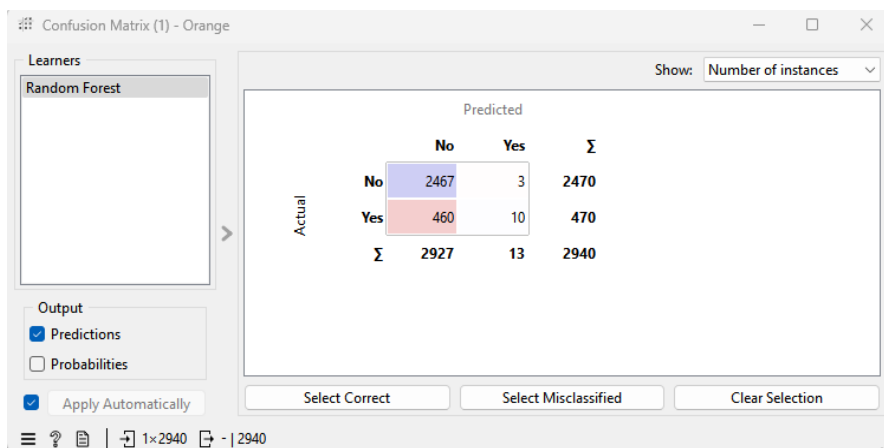 Confusion Matrix (1) - Orange
Learners
Random Forest
Show: Number of instances
Predicted
No Yes Σ
No 2467 3 2470
Actual
Yes 460 10 470
Σ 2927 13 2940
Output
Predictions
Probabilities
Apply Automatically
Select Correct Select Misclassified Clear Selection
1×2940 - | 2940